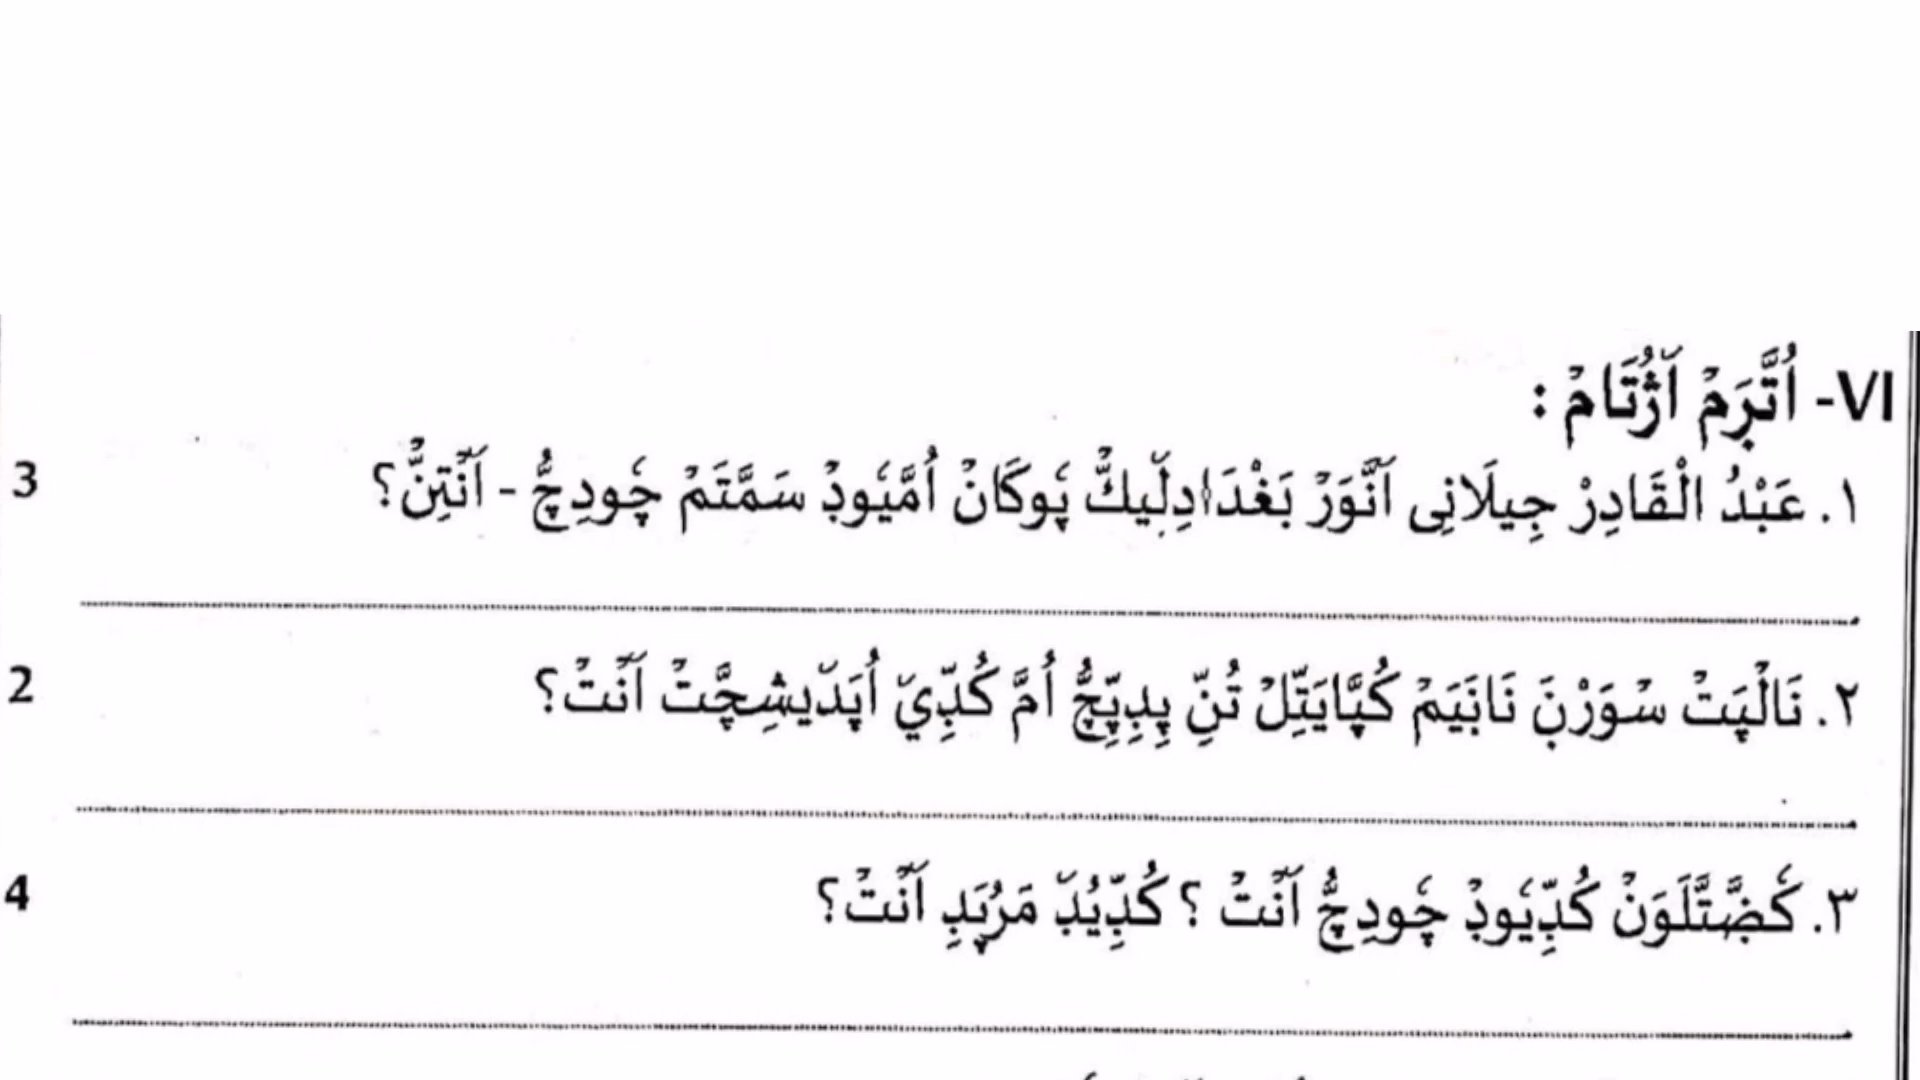 VI- اُتَّرَمْ اٰژُتَامْ :
١. عَبْدُ الْقَادِرْ جِيلَانِى اٰنَّوَرْ بَغْدَادِلٚيكُّ پٚوكَانْ اُمَّيٚودْ سَمَّتَمْ چٚودِچُّ - اٰنْتِنُّ؟ 3
٢. نَالْپَتْ سْوَرْنَ نَانَيَمْ كُپَّايَتِّلْ تُنِّ پِڊِپِّچُّ اُمَّ كُڊِّيٚ اُپَدٚيشِچَّتْ اٰنْتْ؟ 2
٣. كَۻَّتَّلَوَنْ كُڊِّيٚودْ چٚودِچُّ اٰنْتْ ؟ كُڊِّيُڊٚ مَرُپَڊِ اٰنْتْ؟ 4